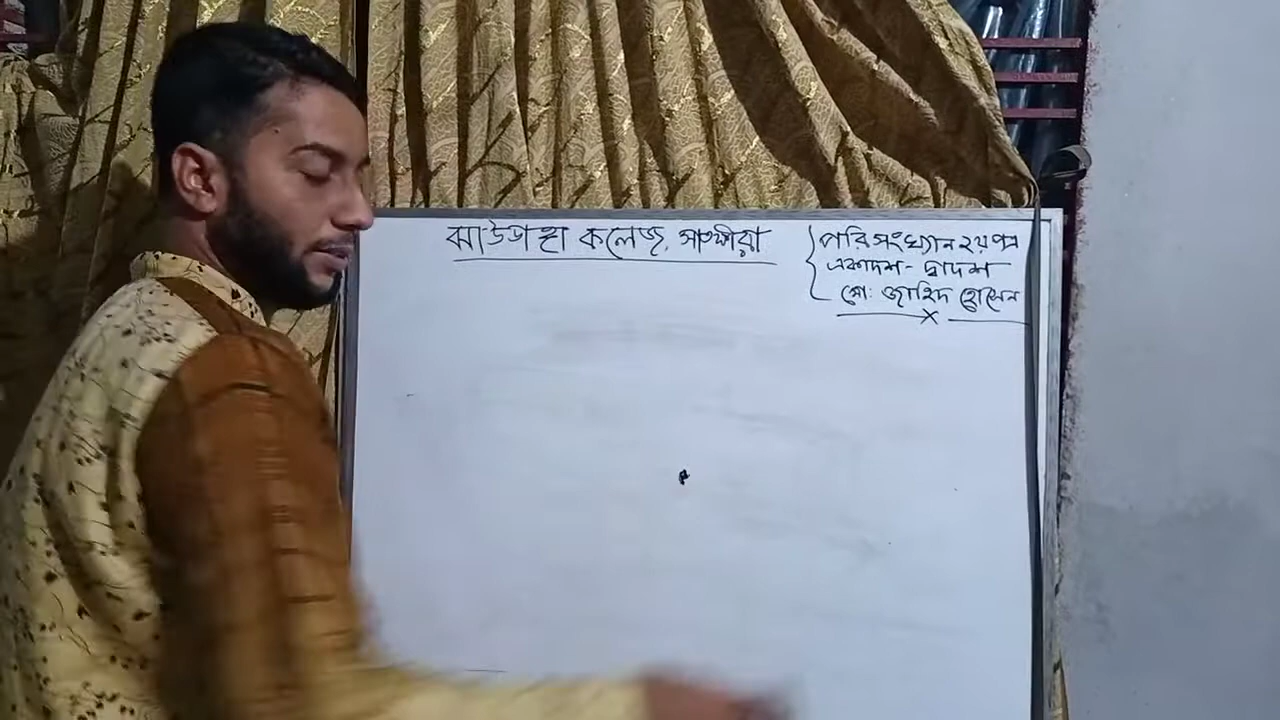 ঝাউডাঙ্গা কলেজ, সাতক্ষীরা
পরিসংখ্যান ২য় পত্র
একাদশ - দ্বাদশ
মো: জাহিদ হোসেন